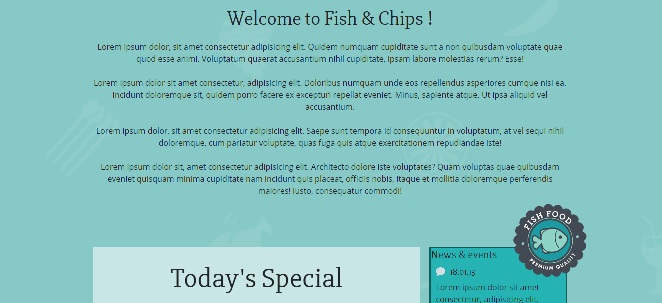 Welcome to Fish & Chips !
Lorem ipsum dolor, sit amet consectetur adipisicing elit. Quidem numquam cupiditate sunt a non quibusdam voluptate quae
quod esse animi. Voluptatum quaerat accusantium nihil cupiditate, ipsam labore molestias rerum? Esse!
Lorem ipsum dolor sit amet consectetur, adipisicing elit. Doloribus numquam unde eos repellendus asperiores cumque nisi ea.
Incidunt doloremque sit, quidem porro facere ex excepturi repellat eveniet. Minus, sapiente atque. Ut ipsa aliquid vel
accusantium.
Lorem ipsum dolor, sit amet consectetur adipisicing elit. Saepe sunt tempora id consequuntur in voluptatum, at vel sequi nihil
doloremque, cum pariatur voluptate, quas fuga quis atque exercitationem repudiandae iste!
Lorem ipsum dolor sit, amet consectetur adipisicing elit. Architecto dolore iste voluptates? Quam voluptas quae quibusdam
eveniet quisquam minima cupiditate nam incidunt quis placeat, officiis nobis, itaque et mollitia doloremque perferendis
maiores! Iusto, consequatur commodi!
FISH FOOD
PREMIUM QUALITY
Today's Special
News & events
18.01.15
Lorem ipsum dolor sit amet
consectetur adipisicing elit.